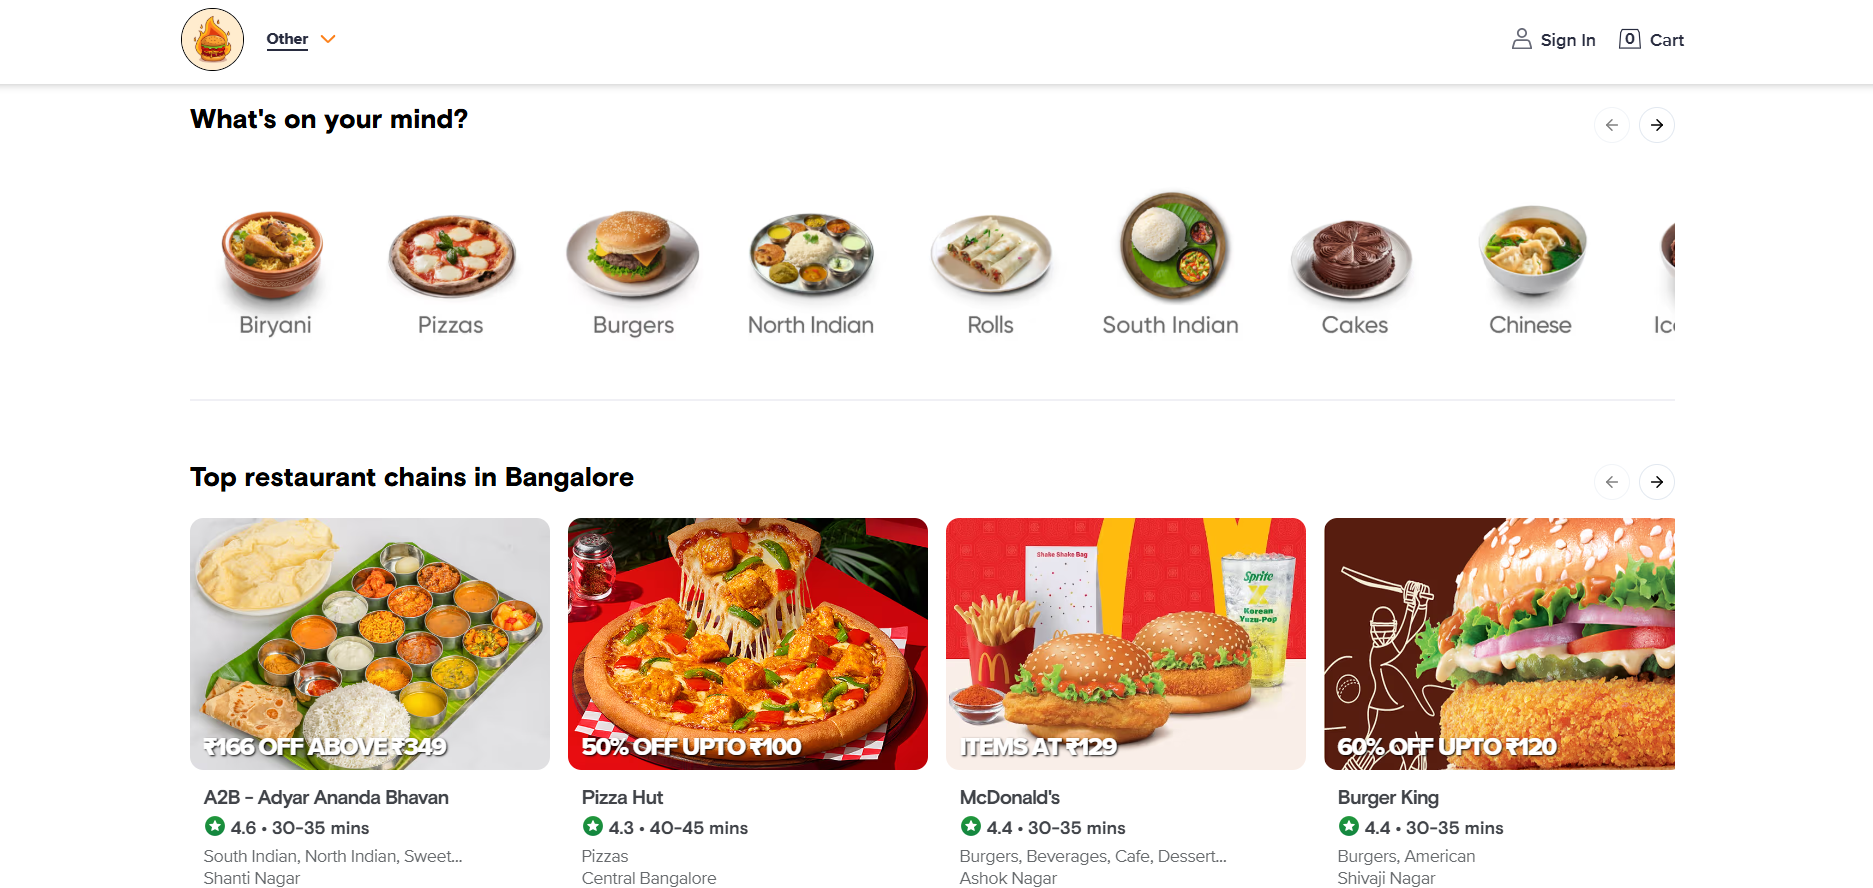 Other
Sign In
0
Cart
What's on your mind?
Biryani
Pizzas
Burgers
North Indian
Rolls
South Indian
Cakes
Chinese
Top restaurant chains in Bangalore
₹166 OFF ABOVE ₹349
50% OFF UPTO ₹100
Shake Shake Bag
Sprite
Korean
Yuzu-Pop
ITEMS AT ₹129
60% OFF UPTO ₹120
A2B - Adyar Ananda Bhavan
4.6 • 30-35 mins
South Indian, North Indian, Sweet...
Shanti Nagar
Pizza Hut
4.3 • 40-45 mins
Pizzas
Central Bangalore
McDonald's
4.4 • 30-35 mins
Burgers, Beverages, Cafe, Dessert...
Ashok Nagar
Burger King
4.4 • 30-35 mins
Burgers, American
Shivaji Nagar